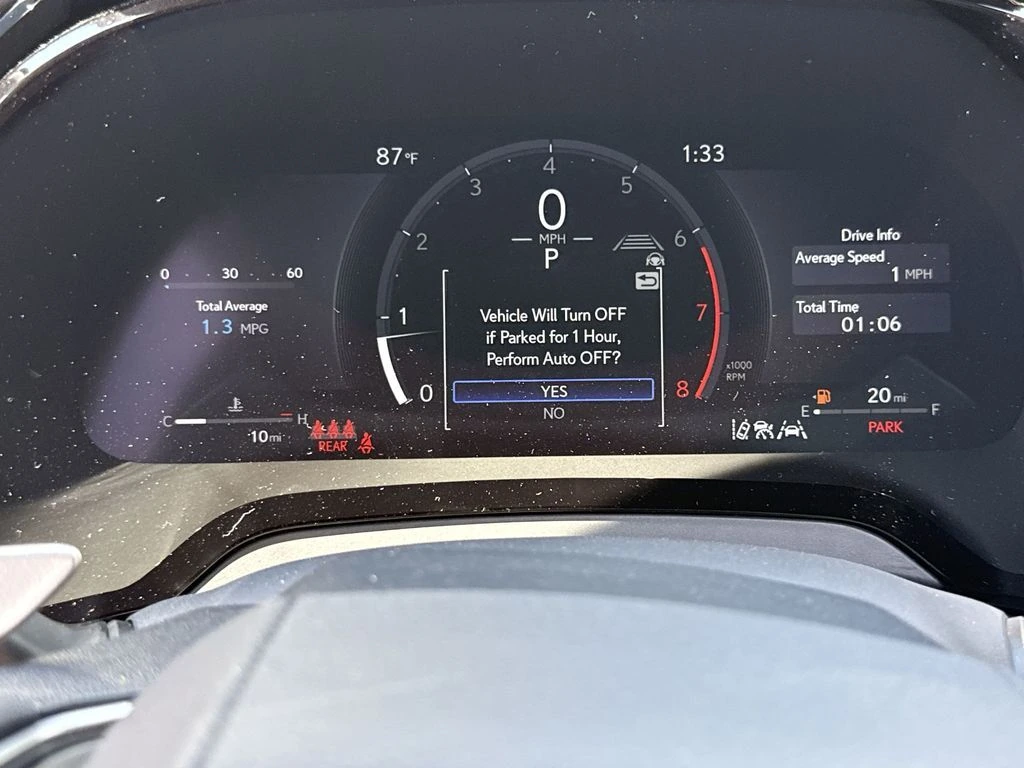 87°F
1:33
0
1
2
3
4
5
6
7
8
x1000
RPM
0
MPH
P
Vehicle Will Turn OFF
if Parked for 1 Hour,
Perform Auto OFF?
YES
NO
0 30 60
Total Average
1.3 MPG
C H
10mi
REAR
Drive Info
Average Speed
1 MPH
Total Time
01:06
20 mi
E F
PARK